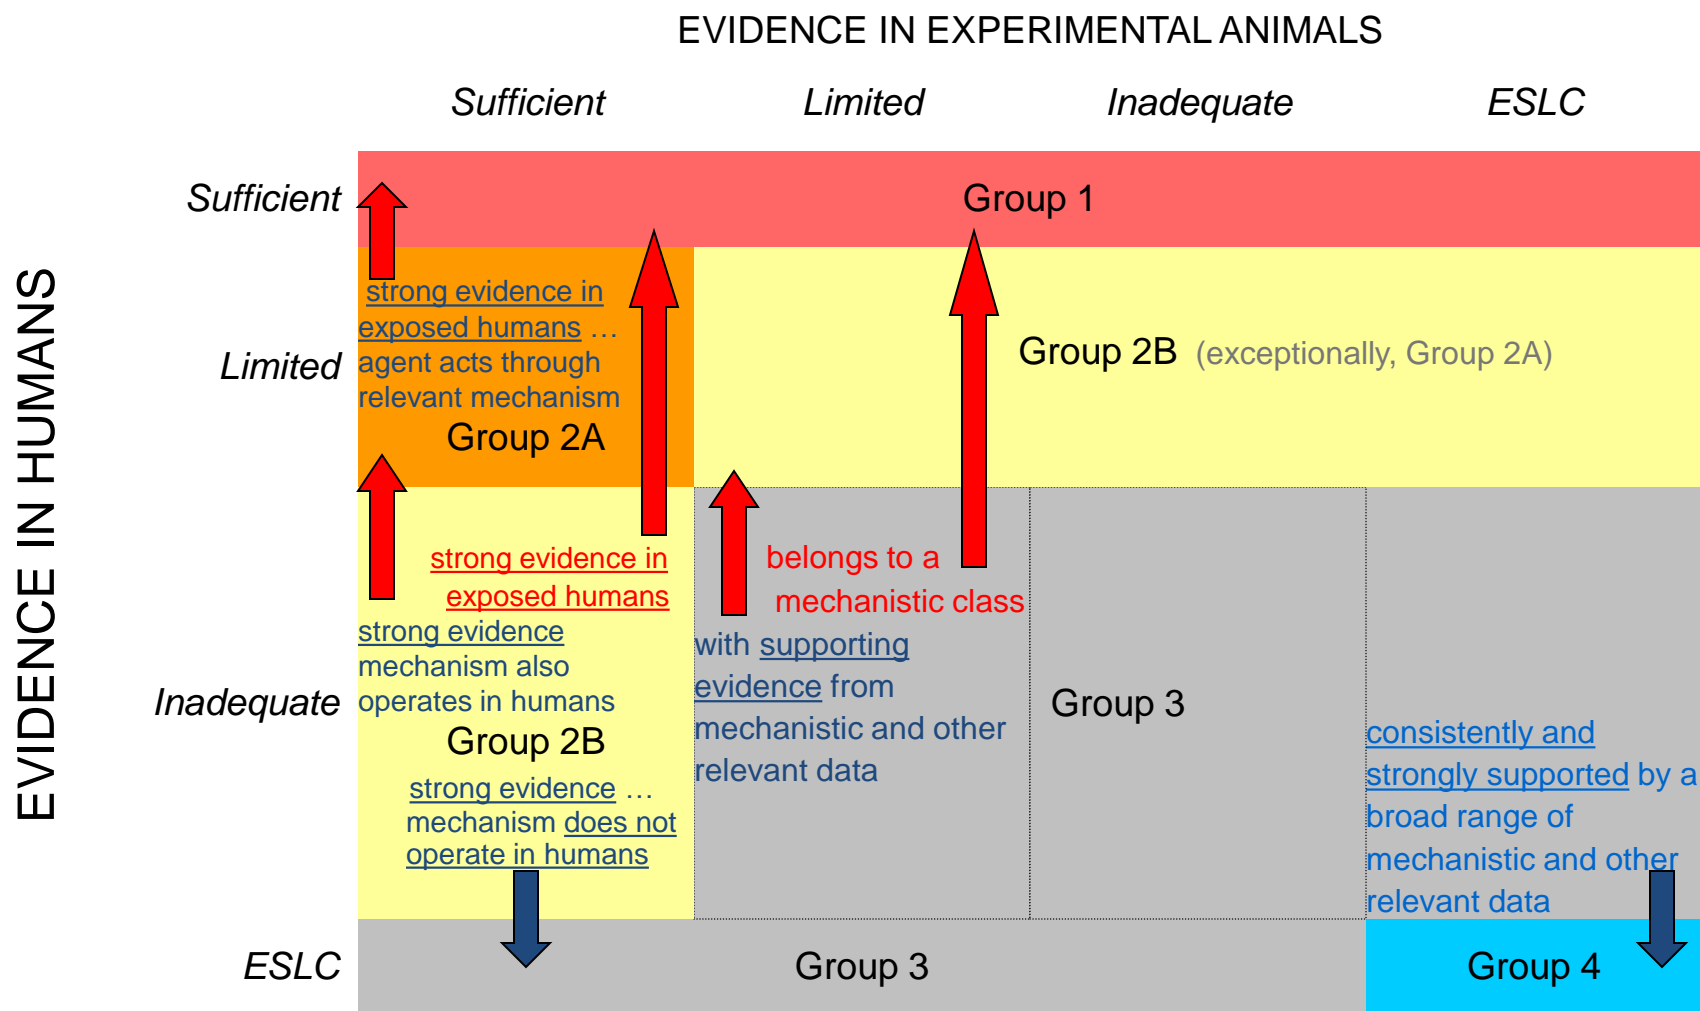 EVIDENCE IN EXPERIMENTAL ANIMALS
Sufficient
Limited
Inadequate
ESLC
EVIDENCE IN HUMANS
Sufficient
Group 1
Limited
strong evidence in
exposed humans …
agent acts through
relevant mechanism
Group 2A
Group 2B (exceptionally, Group 2A)
Inadequate
strong evidence in
exposed humans
strong evidence
mechanism also
operates in humans
Group 2B
strong evidence …
mechanism does not
operate in humans
belongs to a
mechanistic class
with supporting
evidence from
mechanistic and other
relevant data
Group 3
consistently and
strongly supported by a
broad range of
mechanistic and other
relevant data
ESLC
Group 3
Group 4